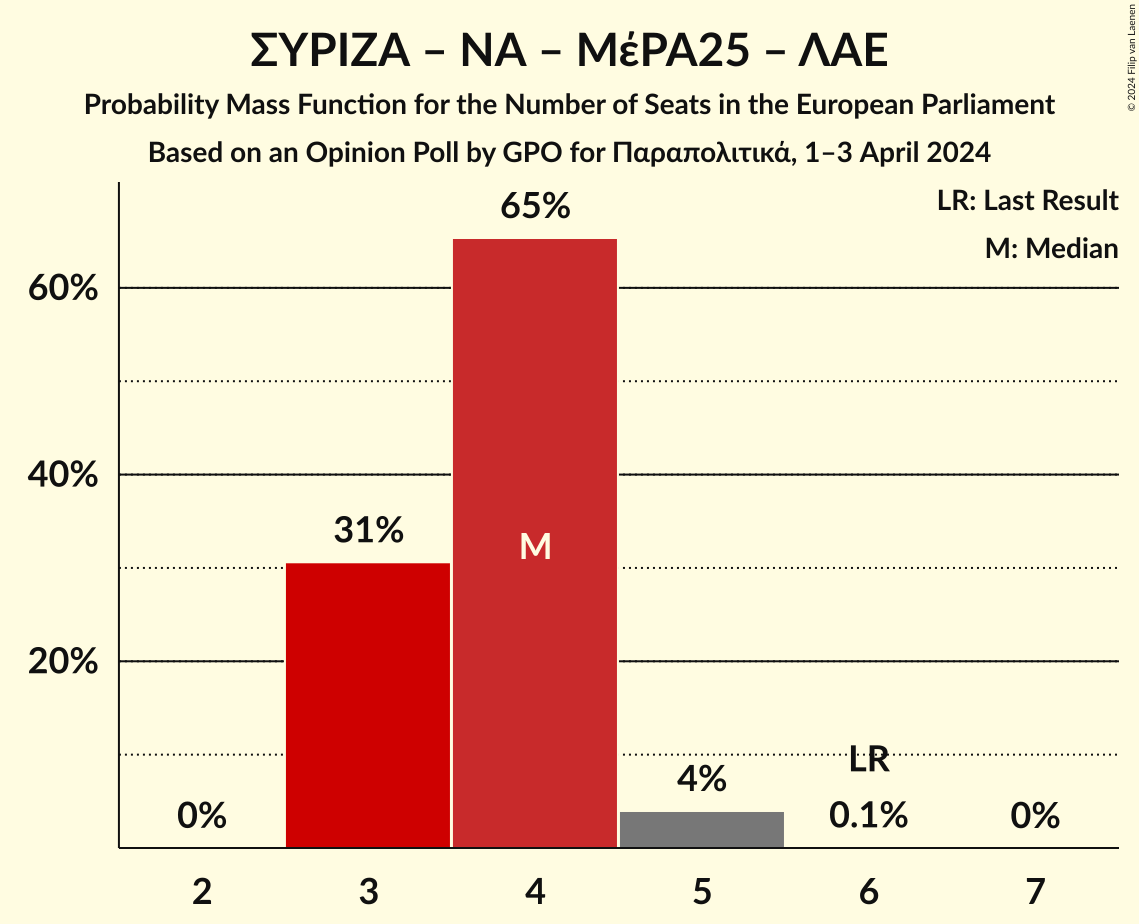 ΣΥΡΙΖΑ – ΝΑ – ΜέΡΑ25 – ΛΑΕ
Probability Mass Function for the Number of Seats in the European Parliament
Based on an Opinion Poll by GPO for Παραπολιτικά, 1–3 April 2024
© 2024 Filip van Laenen
LR: Last Result
M: Median
65%
60%
40%
31%
M
20%
LR
4%
0%
0.1%
0%
2 3 4 5 6 7